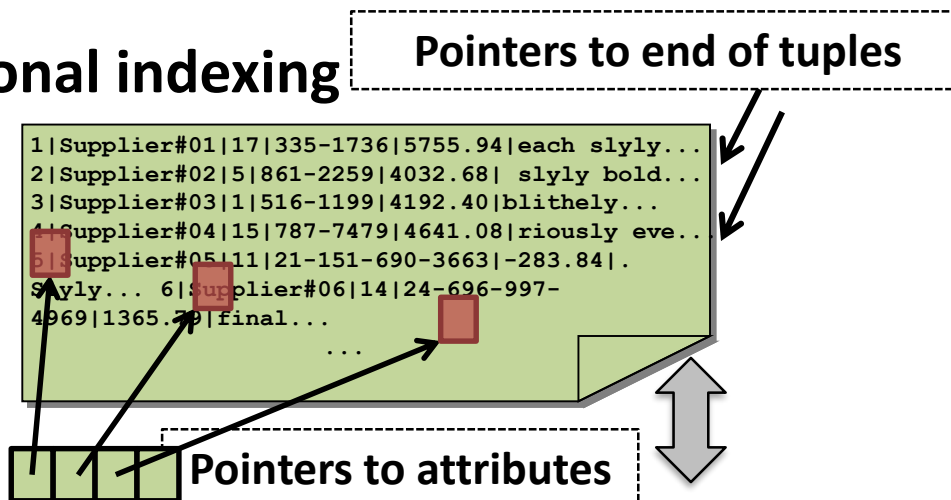 onal indexing
Pointers to end of tuples
1|Supplier#01|17|335-1736|5755.94|each slyly...
2|Supplier#02|5|861-2259|4032.68| slyly bold...
3|Supplier#03|1|516-1199|4192.40|blithely...
4|Supplier#04|15|787-7479|4641.08|riously eve...
5|Supplier#05|11|21-151-690-3663|-283.84|.
Slyly... 6|Supplier#06|14|24-696-997-
4969|1365.79|final...
...
Pointers to attributes